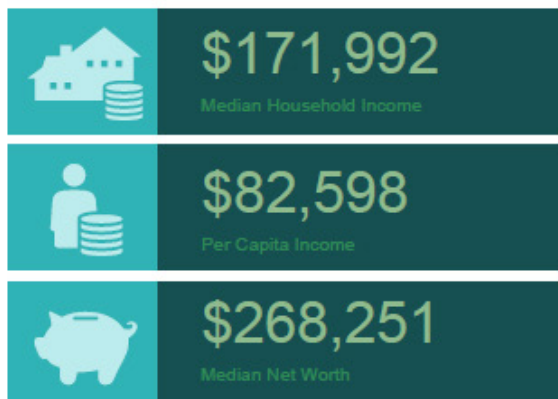 $171,992
Median Household Income
$82,598
Per Capita Income
$268,251
Median Net Worth